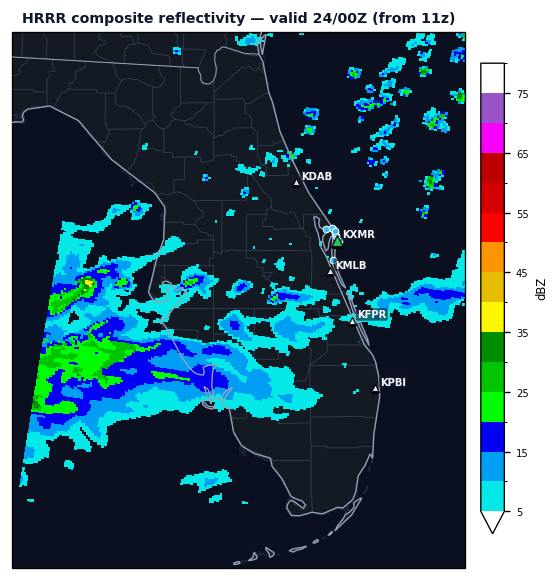 HRRR composite reflectivity — valid 24/00Z (from 11z)
KDAB
KXMR
KMLB
KFPR
KPBI
75
65
55
45
35
25
15
5
dBZ